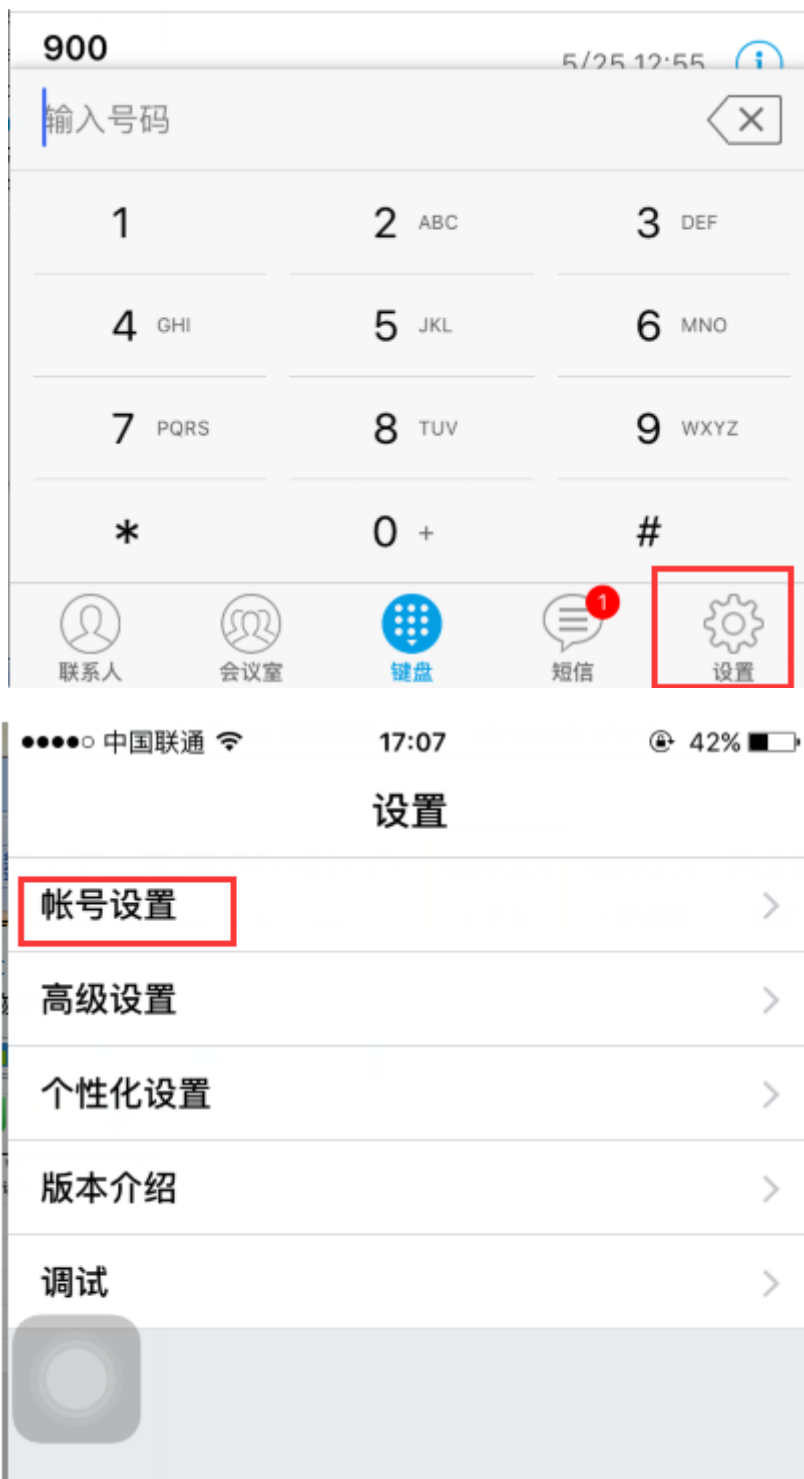 900
5/25 12:55
输入号码
1 2 ABC 3 DEF
4 GHI 5 JKL 6 MNO
7 PQRS 8 TUV 9 WXYZ
* 0 + #
1
联系人 会议室 键盘 短信 设置
中国联通 17:07 42%
设置
帐号设置
高级设置
个性化设置
版本介绍
调试